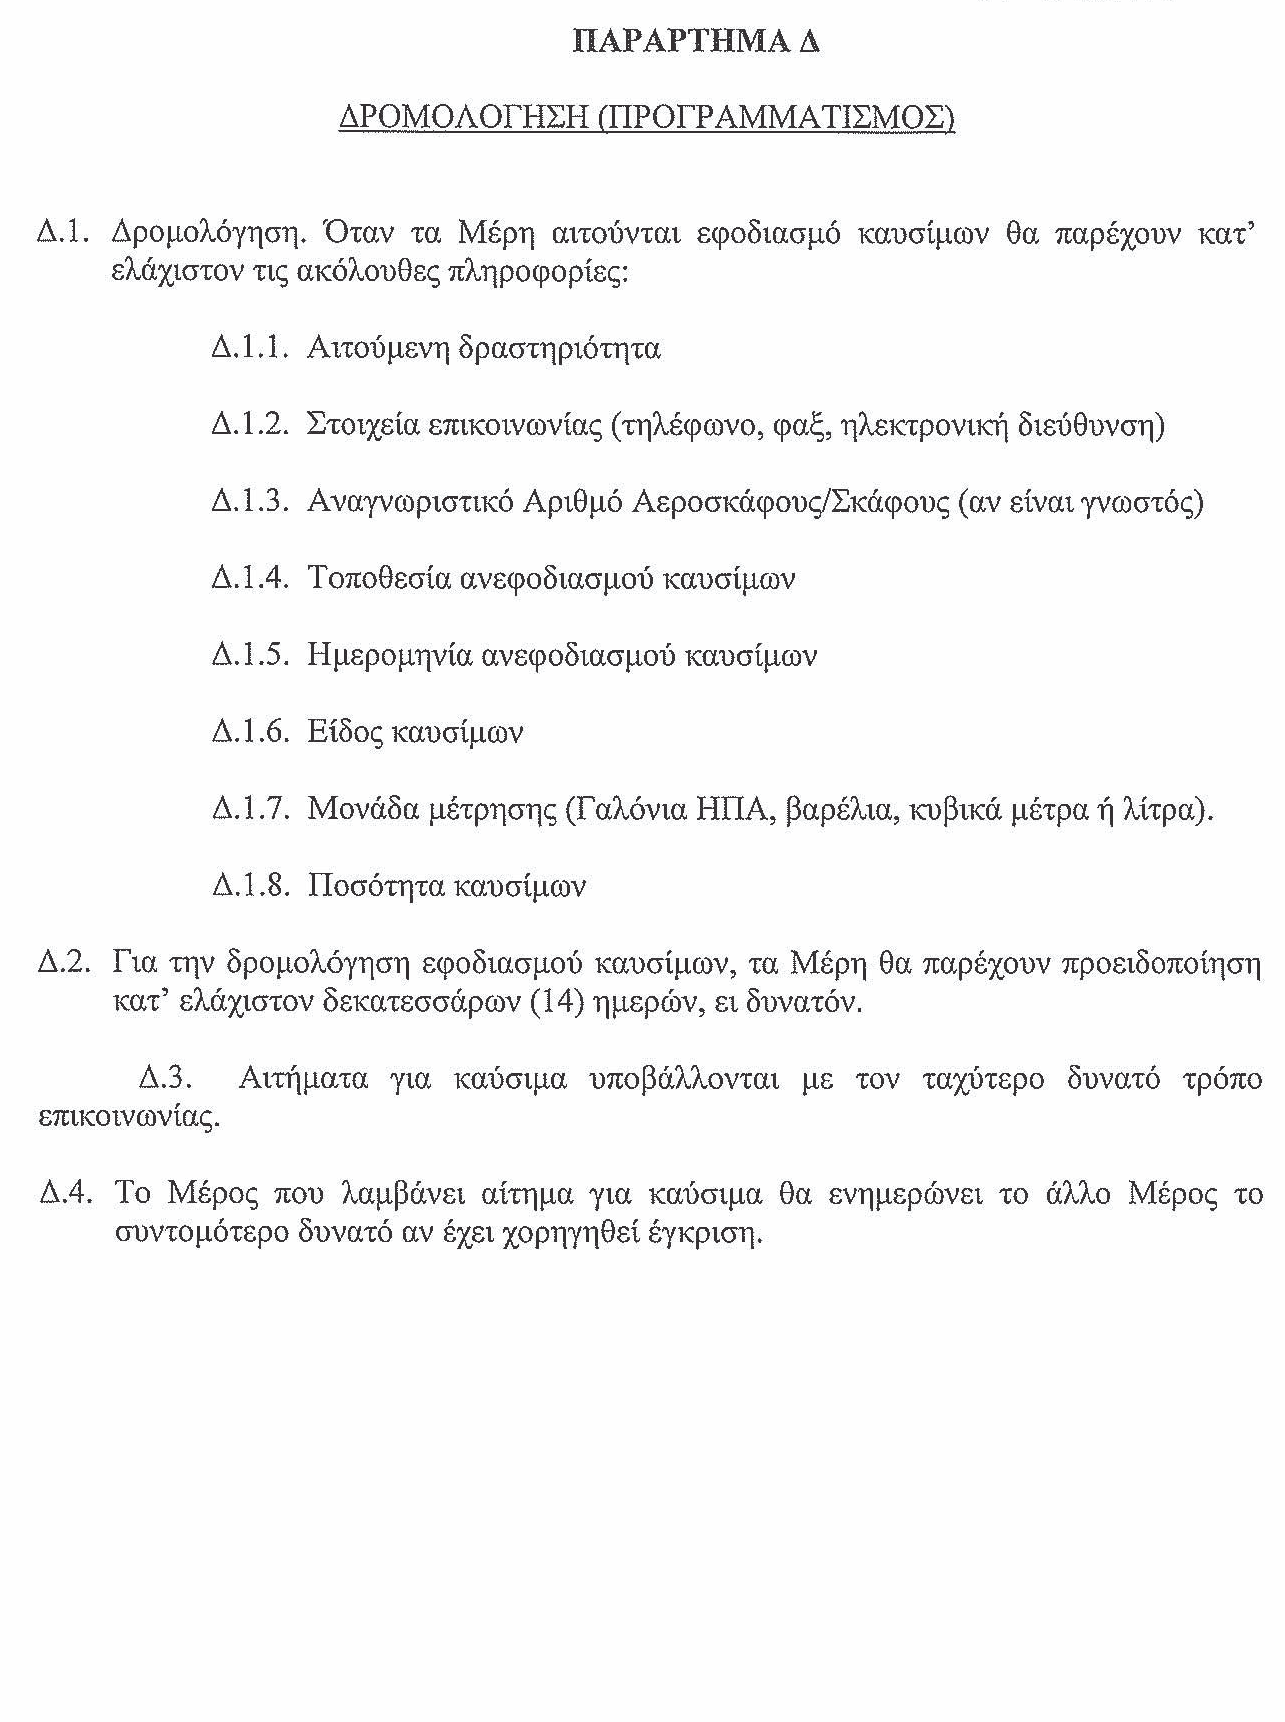 ΠΑΡΑΡΤΗΜΑ Δ
ΔΡΟΜΟΛΟΓΗΣΗ (ΠΡΟΓΡΑΜΜΑΤΙΣΜΟΣ)
Δ.1. Δρομολόγηση. Όταν τα Μέρη αιτούνται εφοδιασμό καυσίμων θα παρέχουν κατ’
ελάχιστον τις ακόλουθες πληροφορίες:
Δ.1.1. Αιτούμενη δραστηριότητα
Δ.1.2. Στοιχεία επικοινωνίας (τηλέφωνο, φαξ, ηλεκτρονική διεύθυνση)
Δ.1.3. Αναγνωριστικό Αριθμό Αεροσκάφους/Σκάφους (αν είναι γνωστός)
Δ.1.4. Τοποθεσία ανεφοδιασμού καυσίμων
Δ.1.5. Ημερομηνία ανεφοδιασμού καυσίμων
Δ.1.6. Είδος καυσίμων
Δ.1.7. Μονάδα μέτρησης (Γαλόνια ΗΠΑ, βαρέλια, κυβικά μέτρα ή λίτρα).
Δ.1.8. Ποσότητα καυσίμων
Δ.2. Για την δρομολόγηση εφοδιασμού καυσίμων, τα Μέρη θα παρέχουν προειδοποίηση
κατ’ ελάχιστον δεκατεσσάρων (14) ημερών, ει δυνατόν.
Δ.3. Αιτήματα για καύσιμα υποβάλλονται με τον ταχύτερο δυνατό τρόπο
επικοινωνίας.
Δ.4. Το Μέρος που λαμβάνει αίτημα για καύσιμα θα ενημερώνει το άλλο Μέρος το
συντομότερο δυνατό αν έχει χορηγηθεί έγκριση.